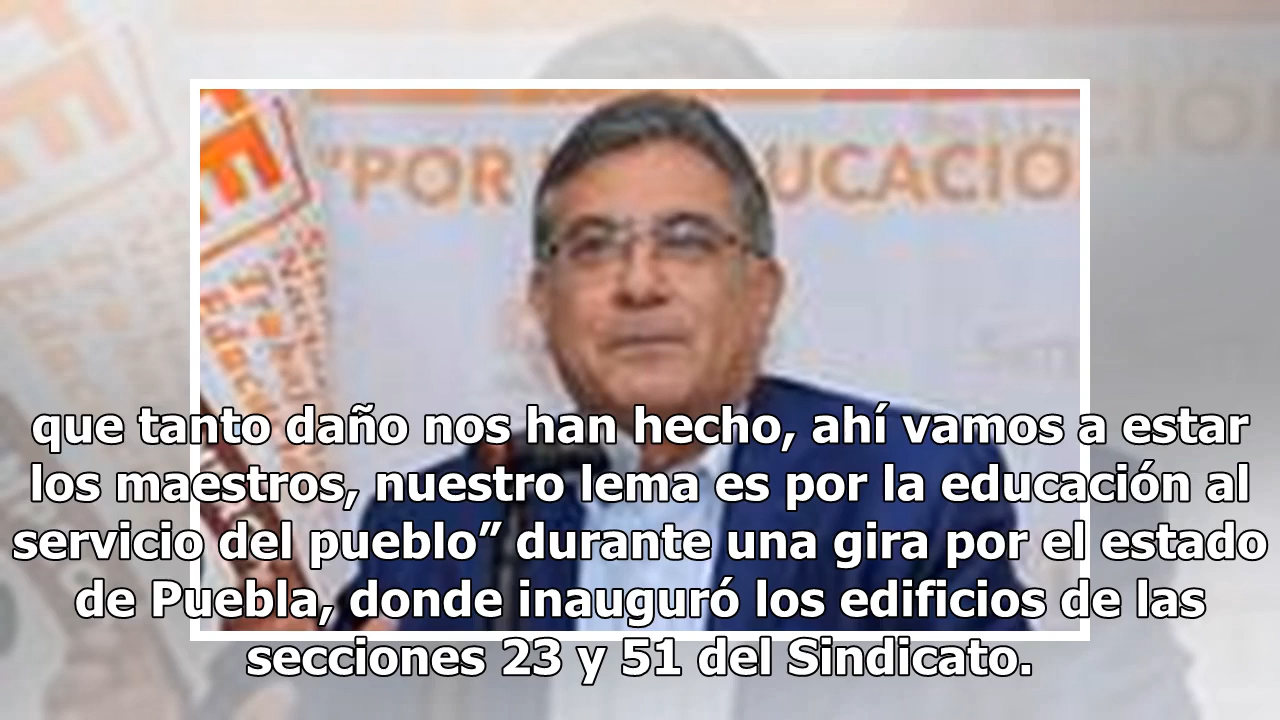 “POR
EDUCACIÓ
que tanto daño nos han hecho, ahí vamos a estar
los maestros, nuestro lema es por la educación al
servicio del pueblo” durante una gira por el estado
de Puebla, donde inauguró los edificios de las
secciones 23 y 51 del Sindicato.